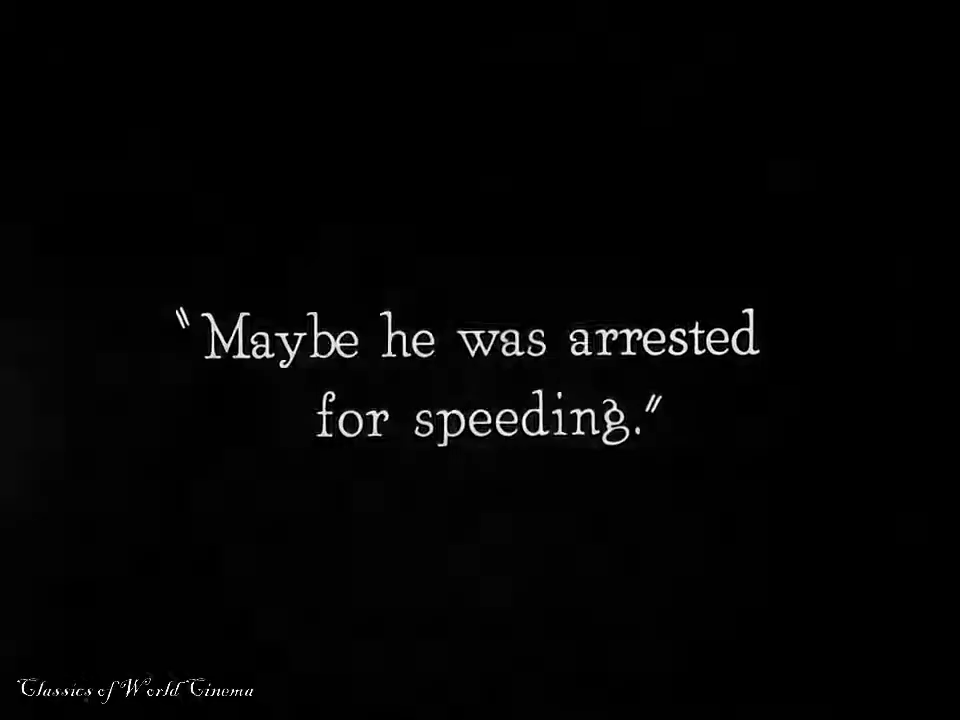 "Maybe he was arrested
for speeding."
Classics of World Cinema